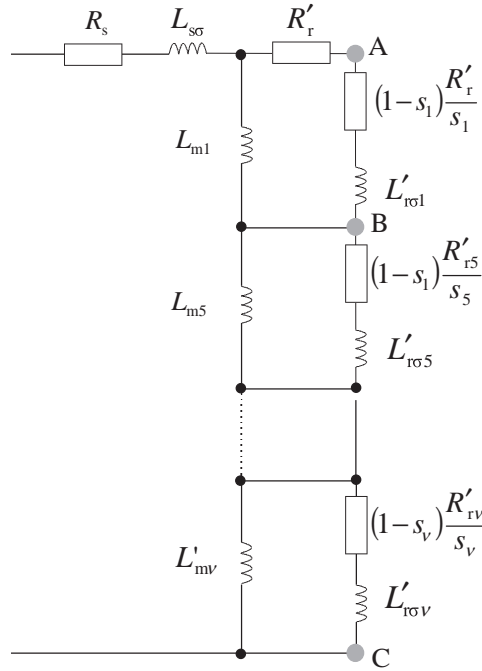 R_s L_sσ R'_r A
(1−s_1) R'_r/s_1
L_m1
L'_rσ1
B
(1−s_1) R'_r5/s_5
L_m5
L'_rσ5
(1−s_ν) R'_rν/s_ν
L'_mν
L'_rσν
C